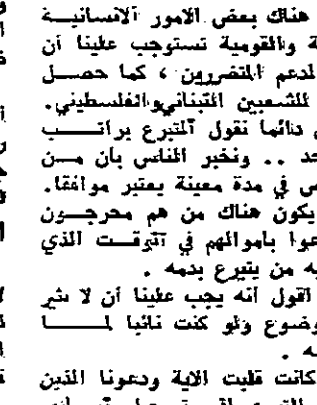 هناك بعض الامور الانسانية
ة والقومية تستوجب علينا أن
لدعم المتضررين ، كما حصل
للشعبين اللبناني والفلسطيني.
دائما نقول التبرع براتب
حد .. ونخبر الناس بأن من
ض في مدة معينة يعتبر موافقا.
يكون هناك من هم محرجون
عوا بأموالهم في الوقت الذي
يه من يتبرع بدمه .
اقول أنه يجب علينا أن لا نثير
وضوع ولو كنت نائبا لما
ه .
كانت قلبت الاية ودعونا الذين